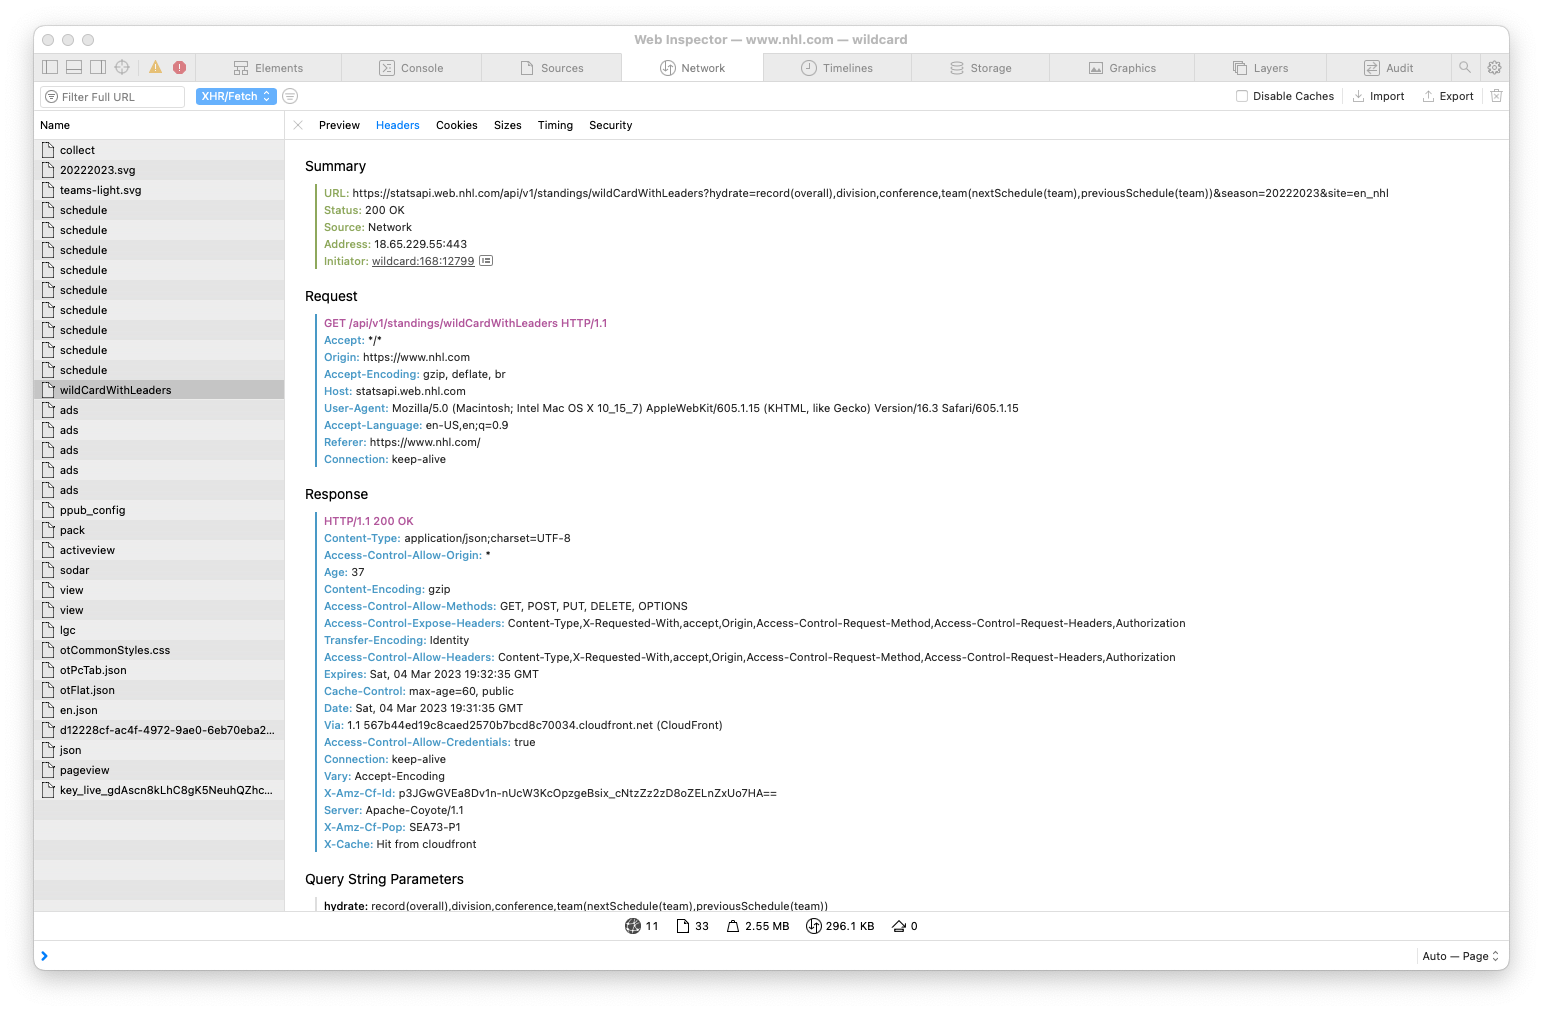 Web Inspector — www.nhl.com — wildcard
Elements
Console
Sources
Network
Timelines
Storage
Graphics
Layers
Audit
Filter Full URL
XHR/Fetch
Disable Caches
Import
Export
Name
Preview
Headers
Cookies
Sizes
Timing
Security
collect
20222023.svg
teams-light.svg
schedule
schedule
schedule
schedule
schedule
schedule
schedule
schedule
schedule
wildCardWithLeaders
ads
ads
ads
ads
ads
ppub_config
pack
activeview
sodar
view
view
lgc
otCommonStyles.css
otPcTab.json
otFlat.json
en.json
d12228cf-ac4f-4972-9ae0-6eb70eba2...
json
pageview
key_live_gdAscn8kLhC8gK5NeuhQZhc...
Summary
URL: https://statsapi.web.nhl.com/api/v1/standings/wildCardWithLeaders?hydrate=record(overall),division,conference,team(nextSchedule(team),previousSchedule(team))&season=20222023&site=en_nhl
Status: 200 OK
Source: Network
Address: 18.65.229.55:443
Initiator: wildcard:168:12799
Request
GET /api/v1/standings/wildCardWithLeaders HTTP/1.1
Accept: */*
Origin: https://www.nhl.com
Accept-Encoding: gzip, deflate, br
Host: statsapi.web.nhl.com
User-Agent: Mozilla/5.0 (Macintosh; Intel Mac OS X 10_15_7) AppleWebKit/605.1.15 (KHTML, like Gecko) Version/16.3 Safari/605.1.15
Accept-Language: en-US,en;q=0.9
Referer: https://www.nhl.com/
Connection: keep-alive
Response
HTTP/1.1 200 OK
Content-Type: application/json;charset=UTF-8
Access-Control-Allow-Origin: *
Age: 37
Content-Encoding: gzip
Access-Control-Allow-Methods: GET, POST, PUT, DELETE, OPTIONS
Access-Control-Expose-Headers: Content-Type,X-Requested-With,accept,Origin,Access-Control-Request-Method,Access-Control-Request-Headers,Authorization
Transfer-Encoding: Identity
Access-Control-Allow-Headers: Content-Type,X-Requested-With,accept,Origin,Access-Control-Request-Method,Access-Control-Request-Headers,Authorization
Expires: Sat, 04 Mar 2023 19:32:35 GMT
Cache-Control: max-age=60, public
Date: Sat, 04 Mar 2023 19:31:35 GMT
Via: 1.1 567b44ed19c8caed2570b7bcd8c70034.cloudfront.net (CloudFront)
Access-Control-Allow-Credentials: true
Connection: keep-alive
Vary: Accept-Encoding
X-Amz-Cf-Id: p3JGwGVEa8Dv1n-nUcW3KcOpzgeBsix_cNtzZz2zD8oZELnZxUo7HA==
Server: Apache-Coyote/1.1
X-Amz-Cf-Pop: SEA73-P1
X-Cache: Hit from cloudfront
Query String Parameters
hydrate: record(overall),division,conference,team(nextSchedule(team),previousSchedule(team))
11
33
2.55 MB
296.1 KB
0
Auto — Page